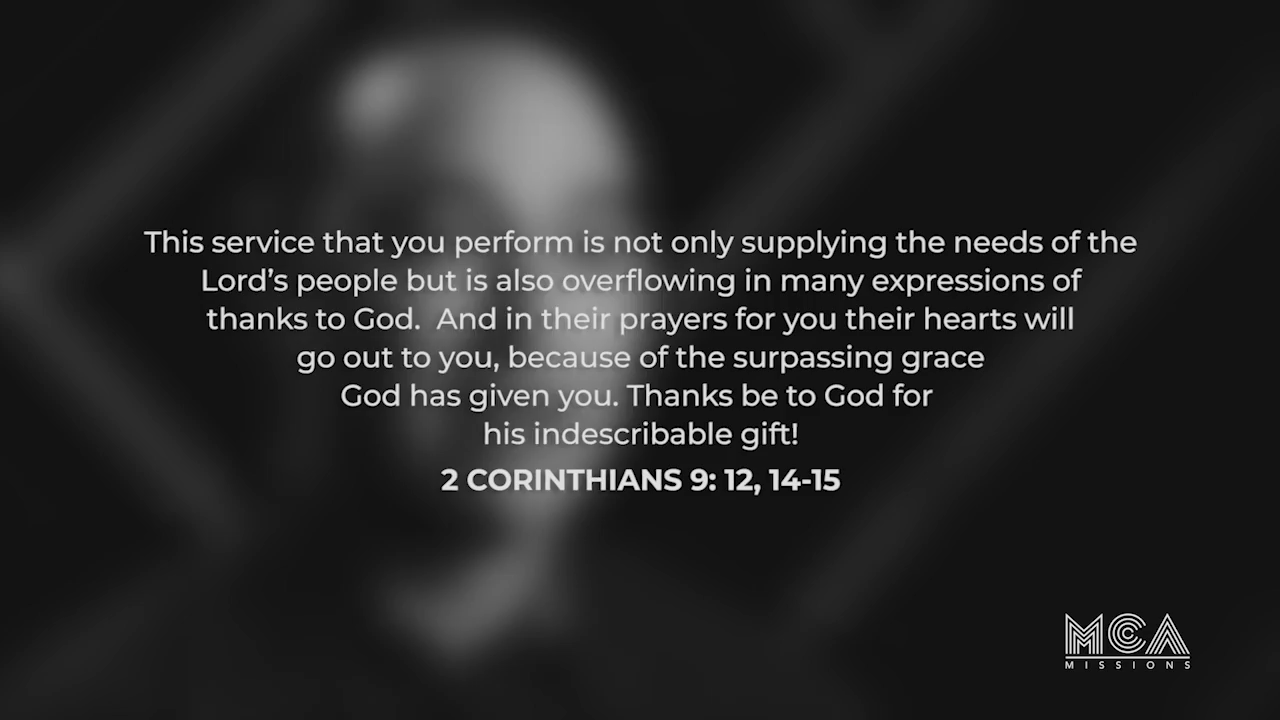 This service that you perform is not only supplying the needs of the
Lord’s people but is also overflowing in many expressions of
thanks to God.  And in their prayers for you their hearts will
go out to you, because of the surpassing grace
God has given you. Thanks be to God for
his indescribable gift!
2 CORINTHIANS 9: 12, 14-15
MCA
MISSIONS